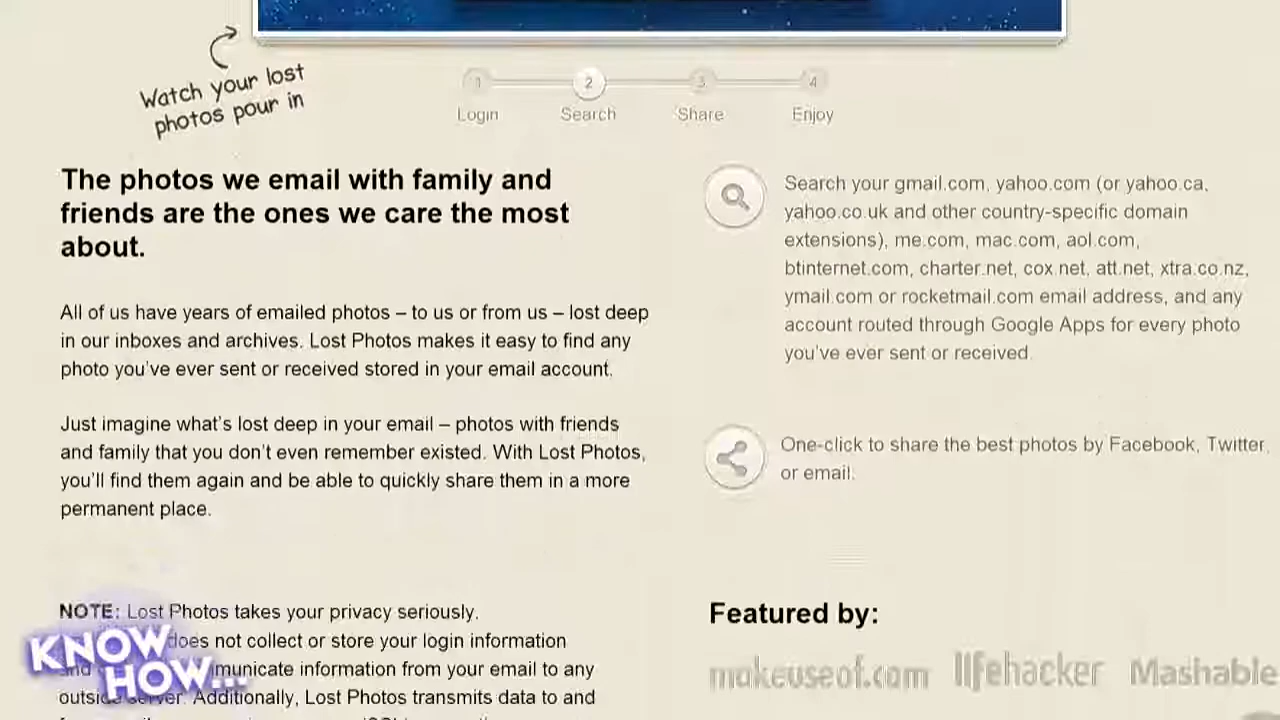 Watch your lost
photos pour in
1 2 3 4
Login Search Share Enjoy
The photos we email with family and
friends are the ones we care the most
about.
All of us have years of emailed photos – to us or from us – lost deep
in our inboxes and archives. Lost Photos makes it easy to find any
photo you've ever sent or received stored in your email account.
Just imagine what's lost deep in your email – photos with friends
and family that you don't even remember existed. With Lost Photos,
you'll find them again and be able to quickly share them in a more
permanent place.
NOTE: Lost Photos takes your privacy seriously.
does not collect or store your login information
and municate information from your email to any
outside server. Additionally, Lost Photos transmits data to and
KNOW
HOW...
Search your gmail.com, yahoo.com (or yahoo.ca,
yahoo.co.uk and other country-specific domain
extensions), me.com, mac.com, aol.com,
btinternet.com, charter.net, cox.net, att.net, xtra.co.nz,
ymail.com or rocketmail.com email address, and any
account routed through Google Apps for every photo
you've ever sent or received.
One-click to share the best photos by Facebook, Twitter,
or email.
Featured by:
makeuseof.com lifehacker Mashable